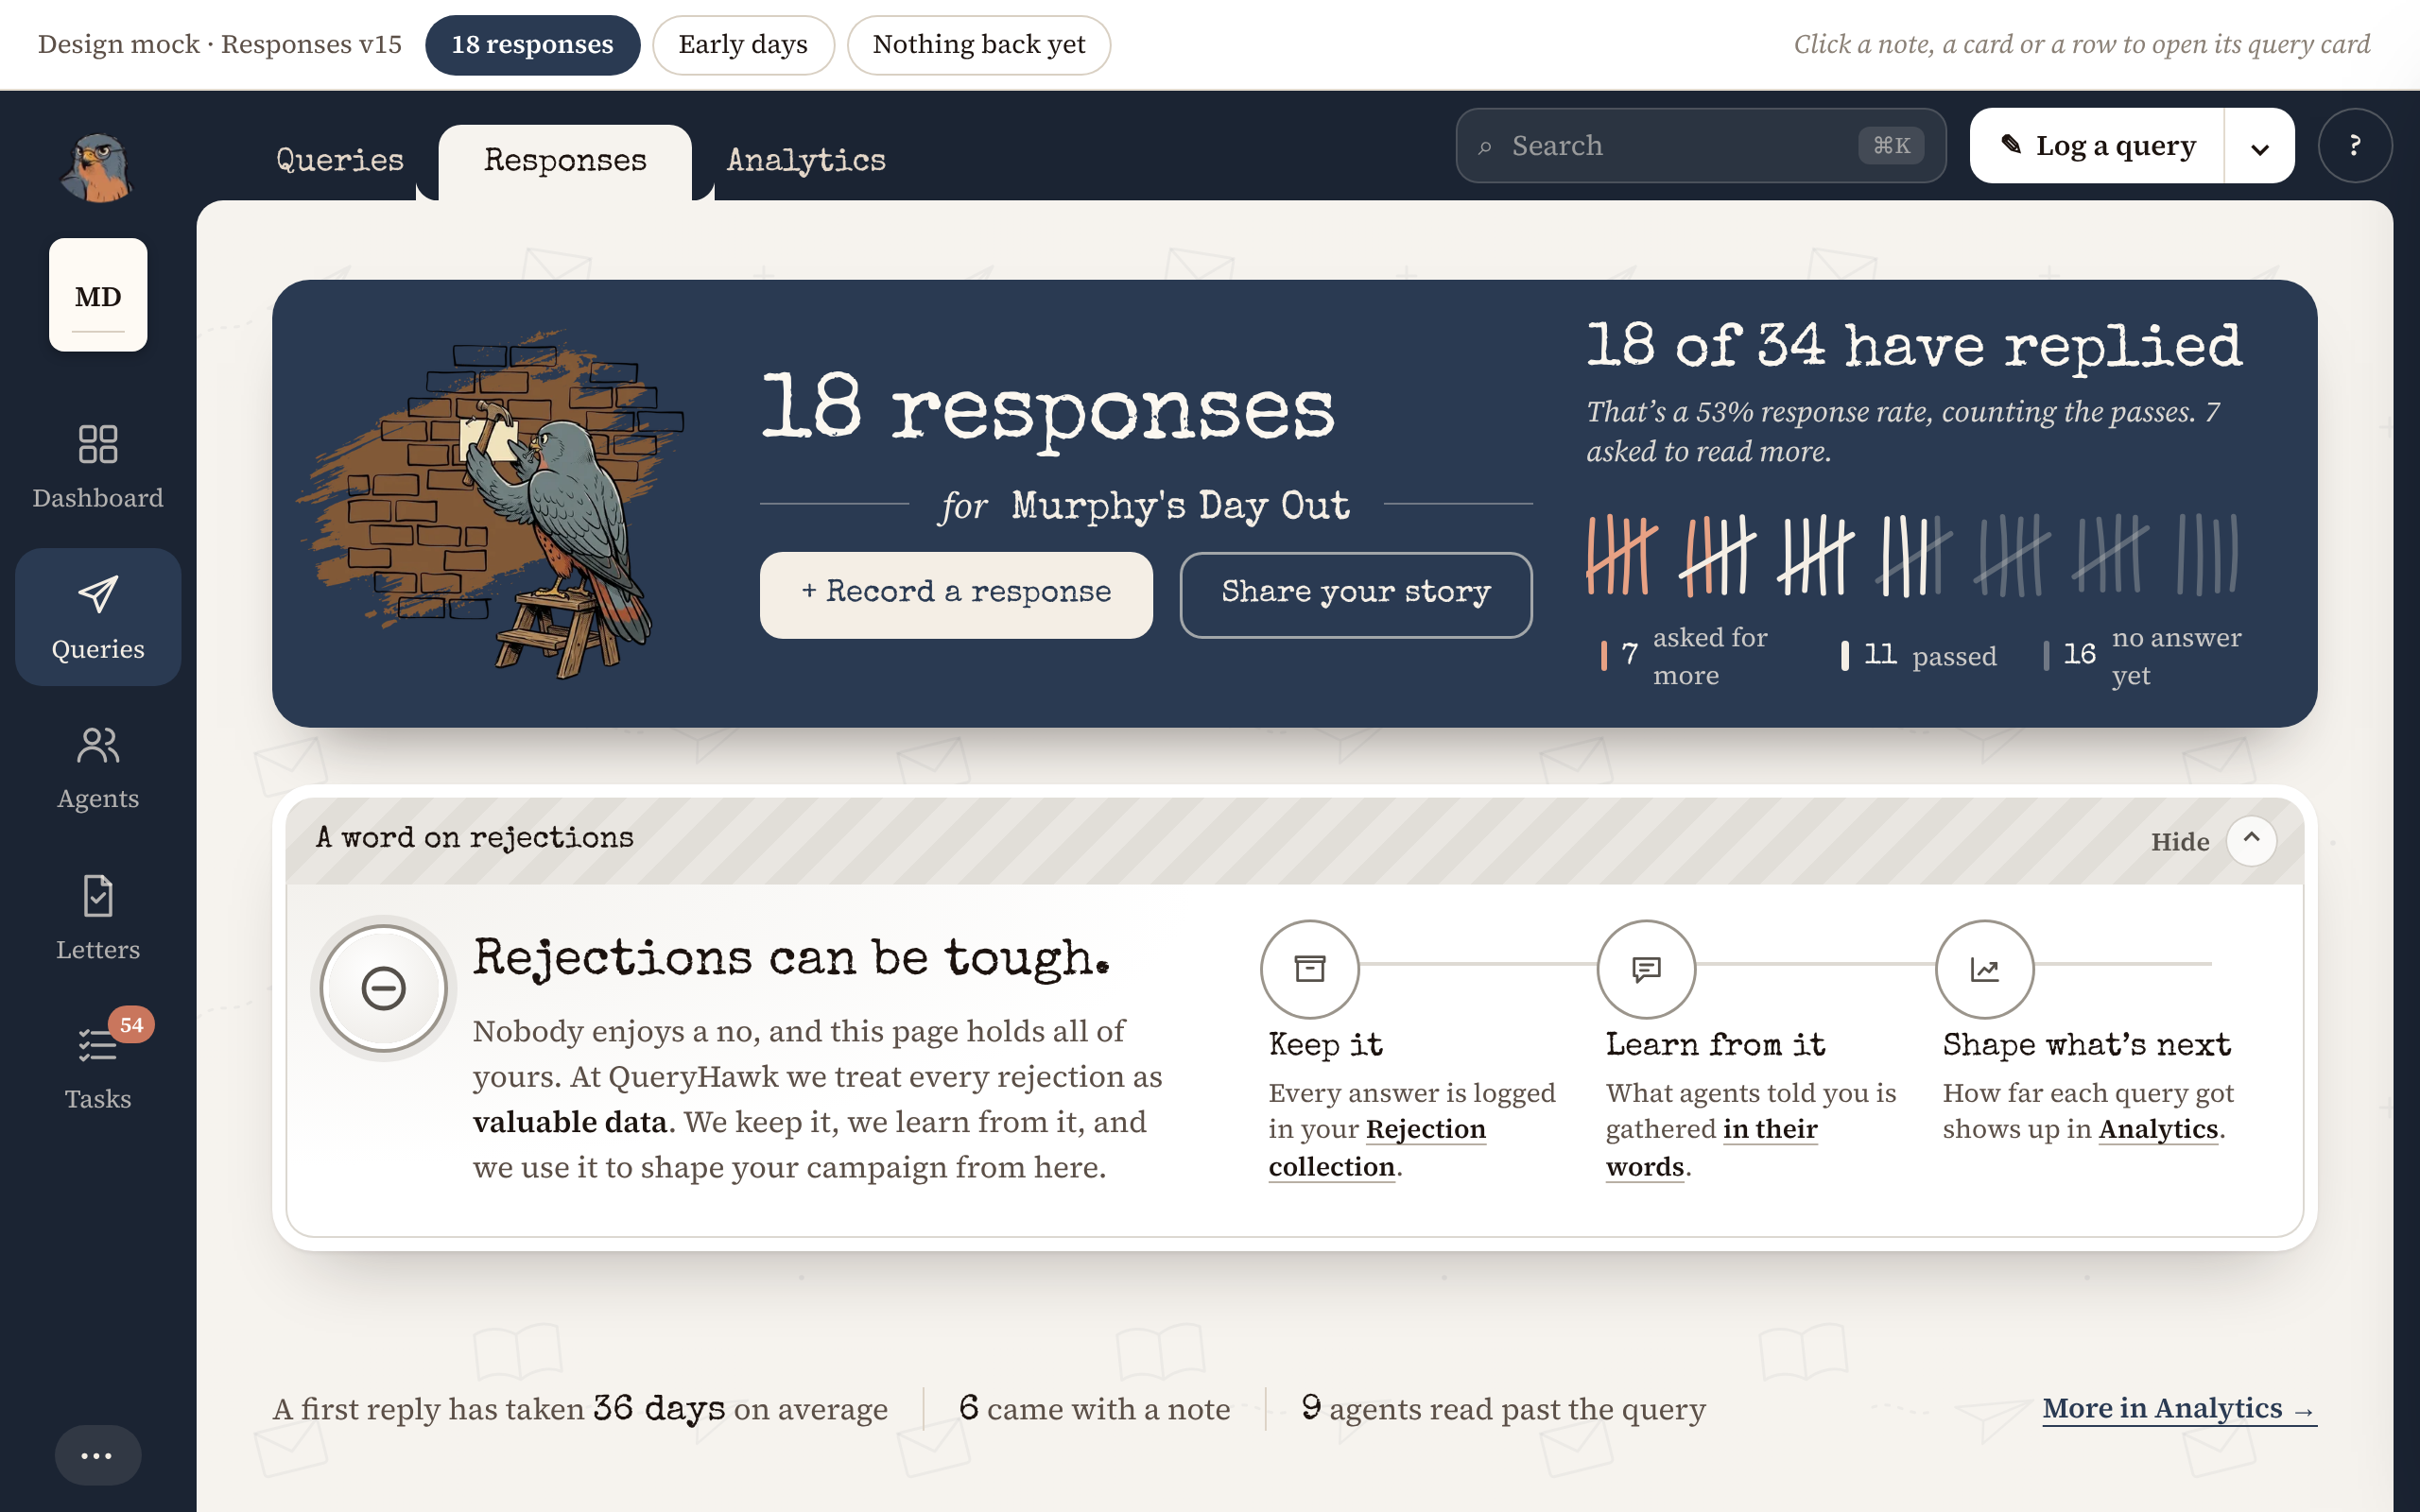 Design mock · Responses v15
18 responses
Early days
Nothing back yet
Click a note, a card or a row to open its query card
Queries
Responses
Analytics
Search
⌘K
✎ Log a query
?
MD
Dashboard
Queries
Agents
Letters
54
Tasks
18 responses
for Murphy's Day Out
+ Record a response
Share your story
18 of 34 have replied
That's a 53% response rate, counting the passes. 7
asked to read more.
7 asked for
more
11 passed
16 no answer
yet
A word on rejections
Hide
Rejections can be tough.
Nobody enjoys a no, and this page holds all of
yours. At QueryHawk we treat every rejection as
valuable data. We keep it, we learn from it, and
we use it to shape your campaign from here.
Keep it
Every answer is logged
in your Rejection
collection.
Learn from it
What agents told you is
gathered in their
words.
Shape what’s next
How far each query got
shows up in Analytics.
A first reply has taken 36 days on average
6 came with a note
9 agents read past the query
More in Analytics →